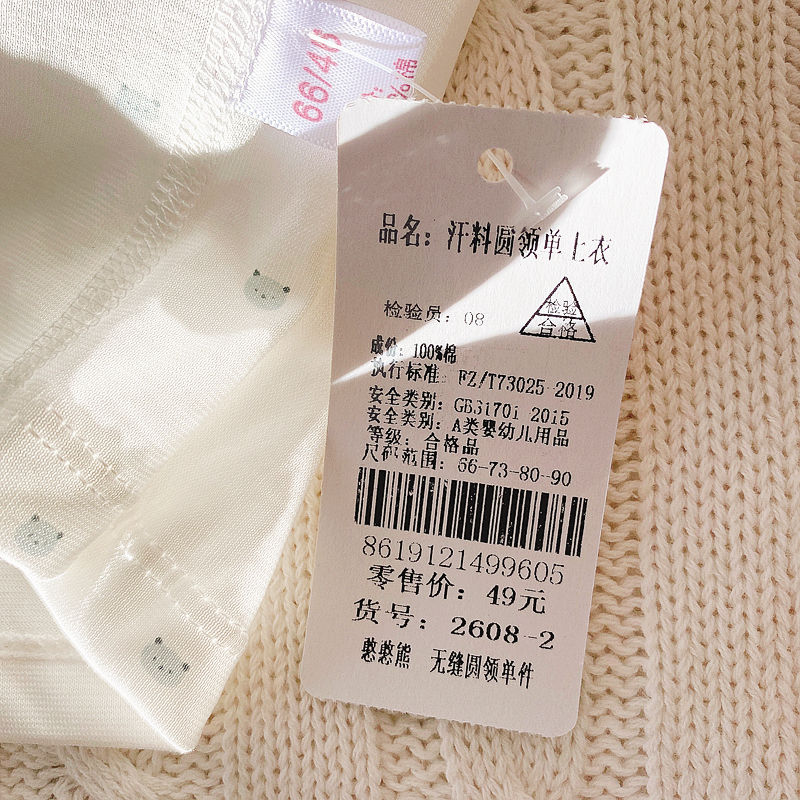 66/4
%棉
品名：汗料圆领单上衣
检验员：08
检验
合格
成份：100%棉
执行标准：FZ/T73025-2019
安全类别：GB31701-2015
安全类别：A类婴幼儿用品
等级：合格品
尺码范围：66-73-80-90
8619121499605
零售价：49元
货号：2608-2
憨憨熊 无缝圆领单件